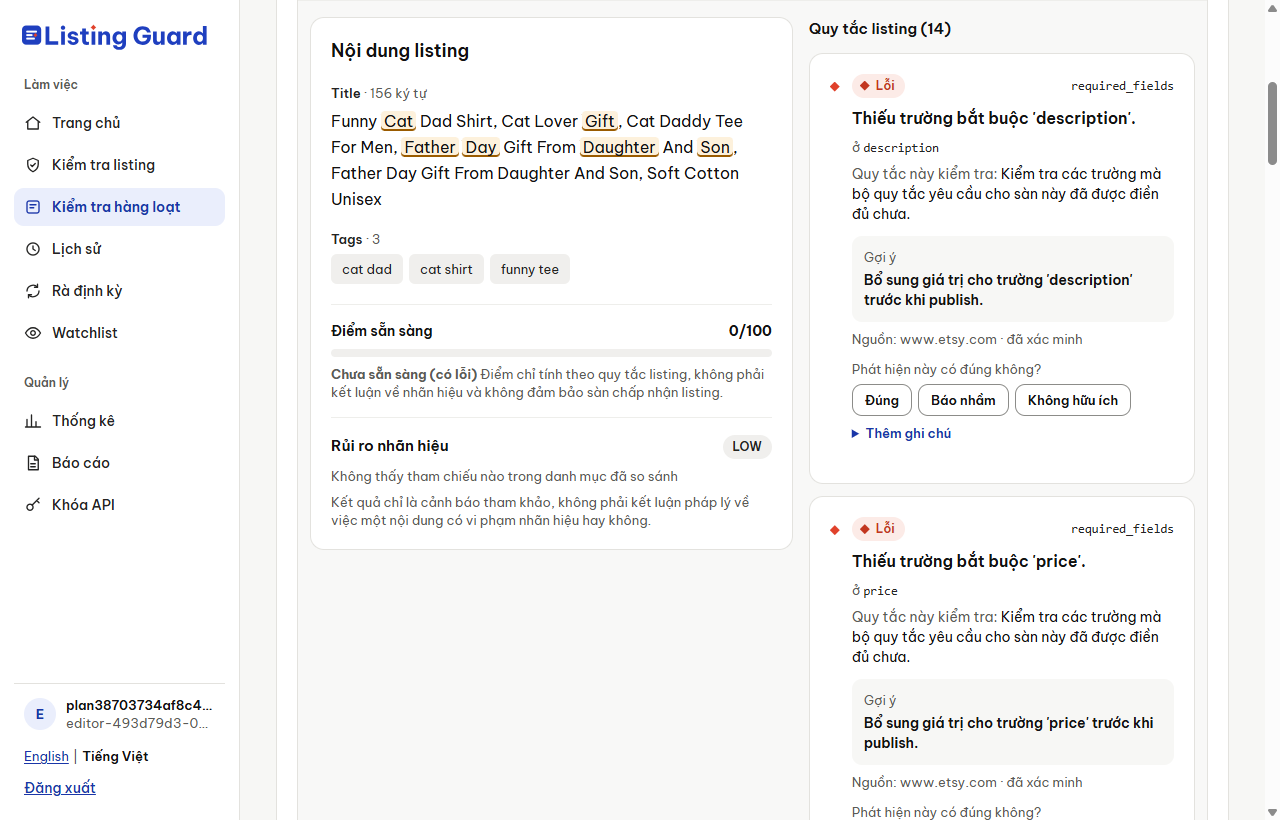 Listing Guard
Làm việc
Trang chủ
Kiểm tra listing
Kiểm tra hàng loạt
Lịch sử
Rà định kỳ
Watchlist
Quản lý
Thống kê
Báo cáo
Khóa API
E
plan38703734af8c4...
editor-493d79d3-0...
English | Tiếng Việt
Đăng xuất
Nội dung listing
Title · 156 ký tự
Funny Cat Dad Shirt, Cat Lover Gift, Cat Daddy Tee
For Men, Father Day Gift From Daughter And Son,
Father Day Gift From Daughter And Son, Soft Cotton
Unisex
Tags · 3
cat dad
cat shirt
funny tee
Điểm sẵn sàng
0/100
Chưa sẵn sàng (có lỗi) Điểm chỉ tính theo quy tắc listing, không phải
kết luận về nhãn hiệu và không đảm bảo sàn chấp nhận listing.
Rủi ro nhãn hiệu
LOW
Không thấy tham chiếu nào trong danh mục đã so sánh
Kết quả chỉ là cảnh báo tham khảo, không phải kết luận pháp lý về
việc một nội dung có vi phạm nhãn hiệu hay không.
Quy tắc listing (14)
Lỗi
required_fields
Thiếu trường bắt buộc 'description'.
ở description
Quy tắc này kiểm tra: Kiểm tra các trường mà
bộ quy tắc yêu cầu cho sàn này đã được điền
đủ chưa.
Gợi ý
Bổ sung giá trị cho trường 'description'
trước khi publish.
Nguồn: www.etsy.com · đã xác minh
Phát hiện này có đúng không?
Đúng
Báo nhầm
Không hữu ích
Thêm ghi chú
Lỗi
required_fields
Thiếu trường bắt buộc 'price'.
ở price
Quy tắc này kiểm tra: Kiểm tra các trường mà
bộ quy tắc yêu cầu cho sàn này đã được điền
đủ chưa.
Gợi ý
Bổ sung giá trị cho trường 'price' trước khi
publish.
Nguồn: www.etsy.com · đã xác minh
Phát hiện này có đúng không?